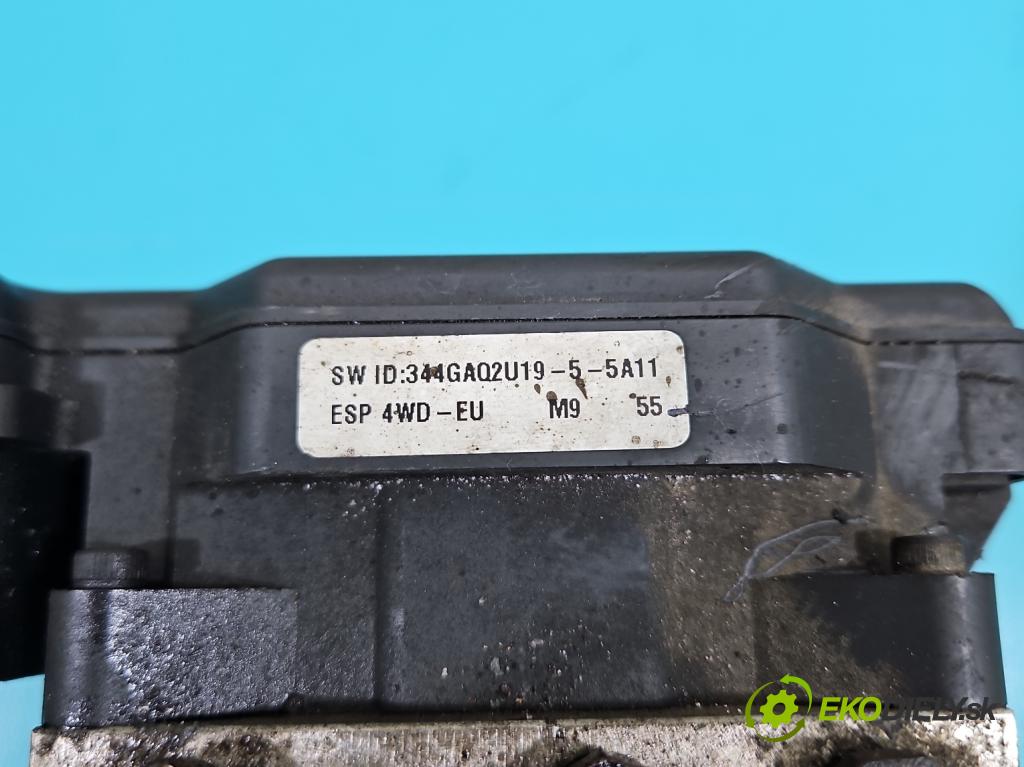 SW ID:344GAQ2U19-5-5A11
ESP 4WD-EU M9 55
EKODIELY.sk